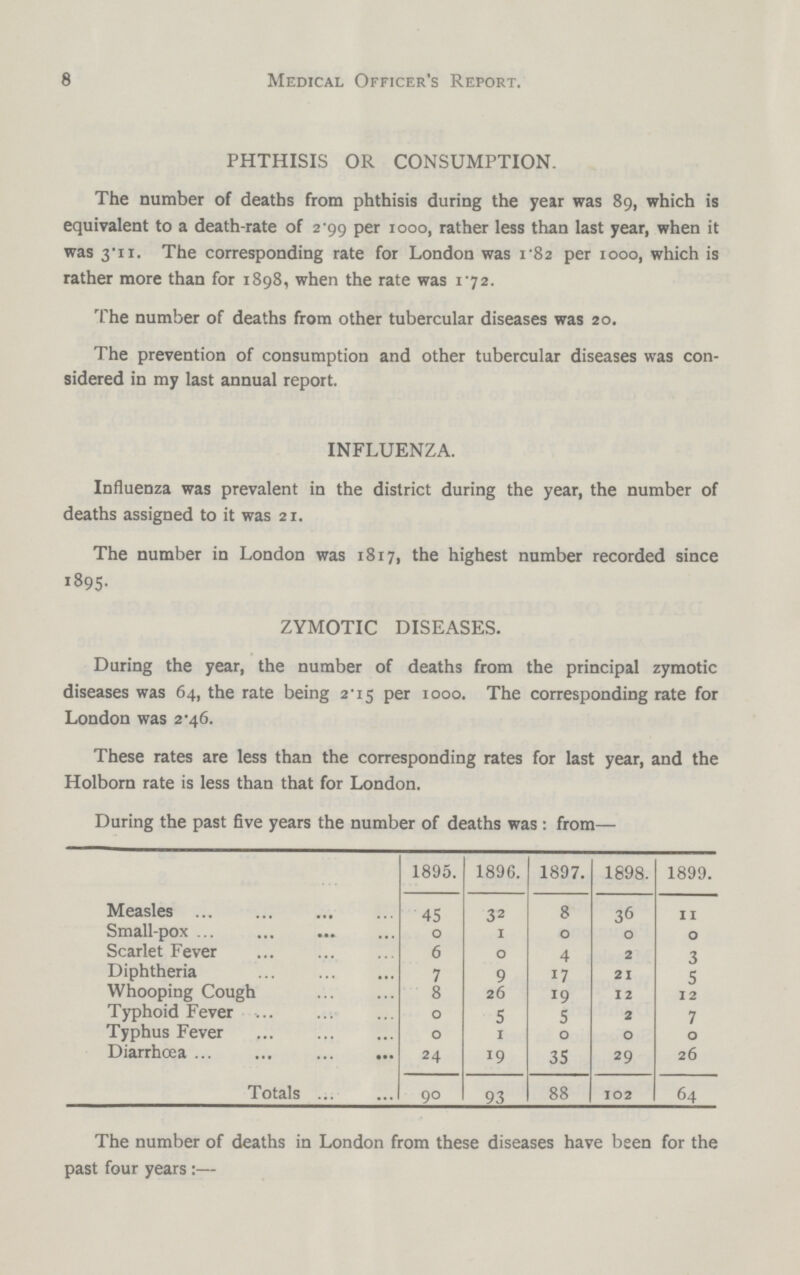 8 MEDICAL OFFICER'S REPORT.
PHTHISIS OR CONSUMPTION.
The number of deaths from phthisis during the year was 89, which is
equivalent to a death-rate of 2·99 per 1000, rather less than last year, when it
was 3·11. The corresponding rate for London was 1·82 per 1000, which is
rather more than for 1898, when the rate was 1·72.
The number of deaths from other tubercular diseases was 20.
The prevention of consumption and other tubercular diseases was con-
sidered in my last annual report.
INFLUENZA.
Influenza was prevalent in the district during the year, the number of
deaths assigned to it was 21.
The number in London was 1817, the highest number recorded since
1895.
ZYMOTIC DISEASES.
During the year, the number of deaths from the principal zymotic
diseases was 64, the rate being 2·15 per 1000. The corresponding rate for
London was 2·46.
These rates are less than the corresponding rates for last year, and the
Holborn rate is less than that for London.
During the past five years the number of deaths was : from—
1895. 1896. 1897. 1898. 1899.
Measles ... ... ... ... 45 32 8 36 11
Small-pox ... ... ... ... 0 1 0 0 0
Scarlet Fever ... ... ... 6 0 4 2 3
Diphtheria ... ... ... 7 9 17 21 5
Whooping Cough ... ... 8 26 19 12 12
Typhoid Fever ... ... ... 0 5 5 2 7
Typhus Fever ... ... ... 0 1 0 0 0
Diarrhœa ... ... ... ... 24 19 35 29 26
Totals ... ... 90 93 88 102 64
The number of deaths in London from these diseases have been for the
past four years :—